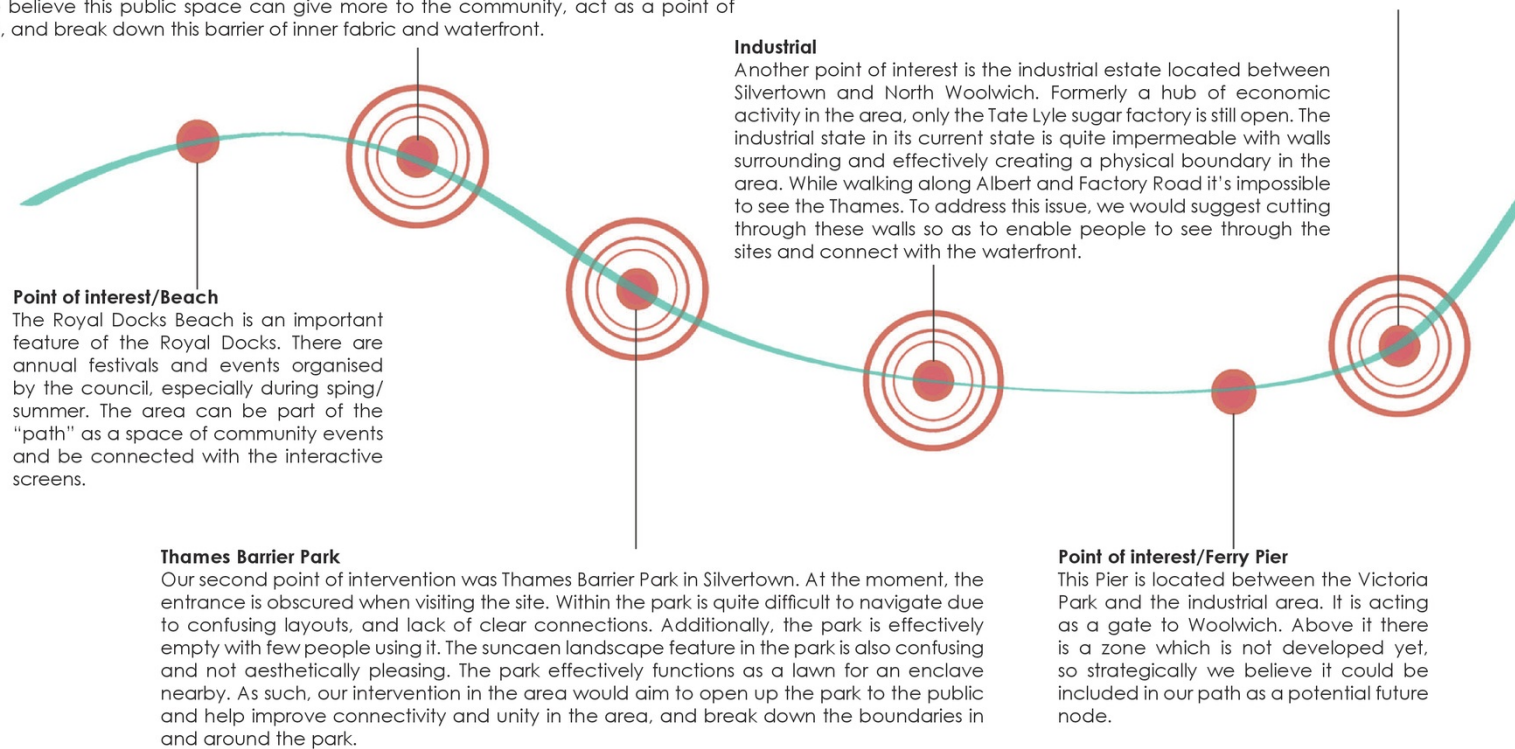 believe this public space can give more to the community, act as a point of
, and break down this barrier of inner fabric and waterfront.
Industrial
Another point of interest is the industrial estate located between
Silvertown and North Woolwich. Formerly a hub of economic
activity in the area, only the Tate Lyle sugar factory is still open. The
industrial state in its current state is quite impermeable with walls
surrounding and effectively creating a physical boundary in the
area. While walking along Albert and Factory Road it's impossible
to see the Thames. To address this issue, we would suggest cutting
through these walls so as to enable people to see through the
sites and connect with the waterfront.
Point of interest/Beach
The Royal Docks Beach is an important
feature of the Royal Docks. There are
annual festivals and events organised
by the council, especially during sping/
summer. The area can be part of the
“path” as a space of community events
and be connected with the interactive
screens.
Thames Barrier Park
Our second point of intervention was Thames Barrier Park in Silvertown. At the moment, the
entrance is obscured when visiting the site. Within the park is quite difficult to navigate due
to confusing layouts, and lack of clear connections. Additionally, the park is effectively
empty with few people using it. The suncaen landscape feature in the park is also confusing
and not aesthetically pleasing. The park effectively functions as a lawn for an enclave
nearby. As such, our intervention in the area would aim to open up the park to the public
and help improve connectivity and unity in the area, and break down the boundaries in
and around the park.
Point of interest/Ferry Pier
This Pier is located between the Victoria
Park and the industrial area. It is acting
as a gate to Woolwich. Above it there
is a zone which is not developed yet,
so strategically we believe it could be
included in our path as a potential future
node.